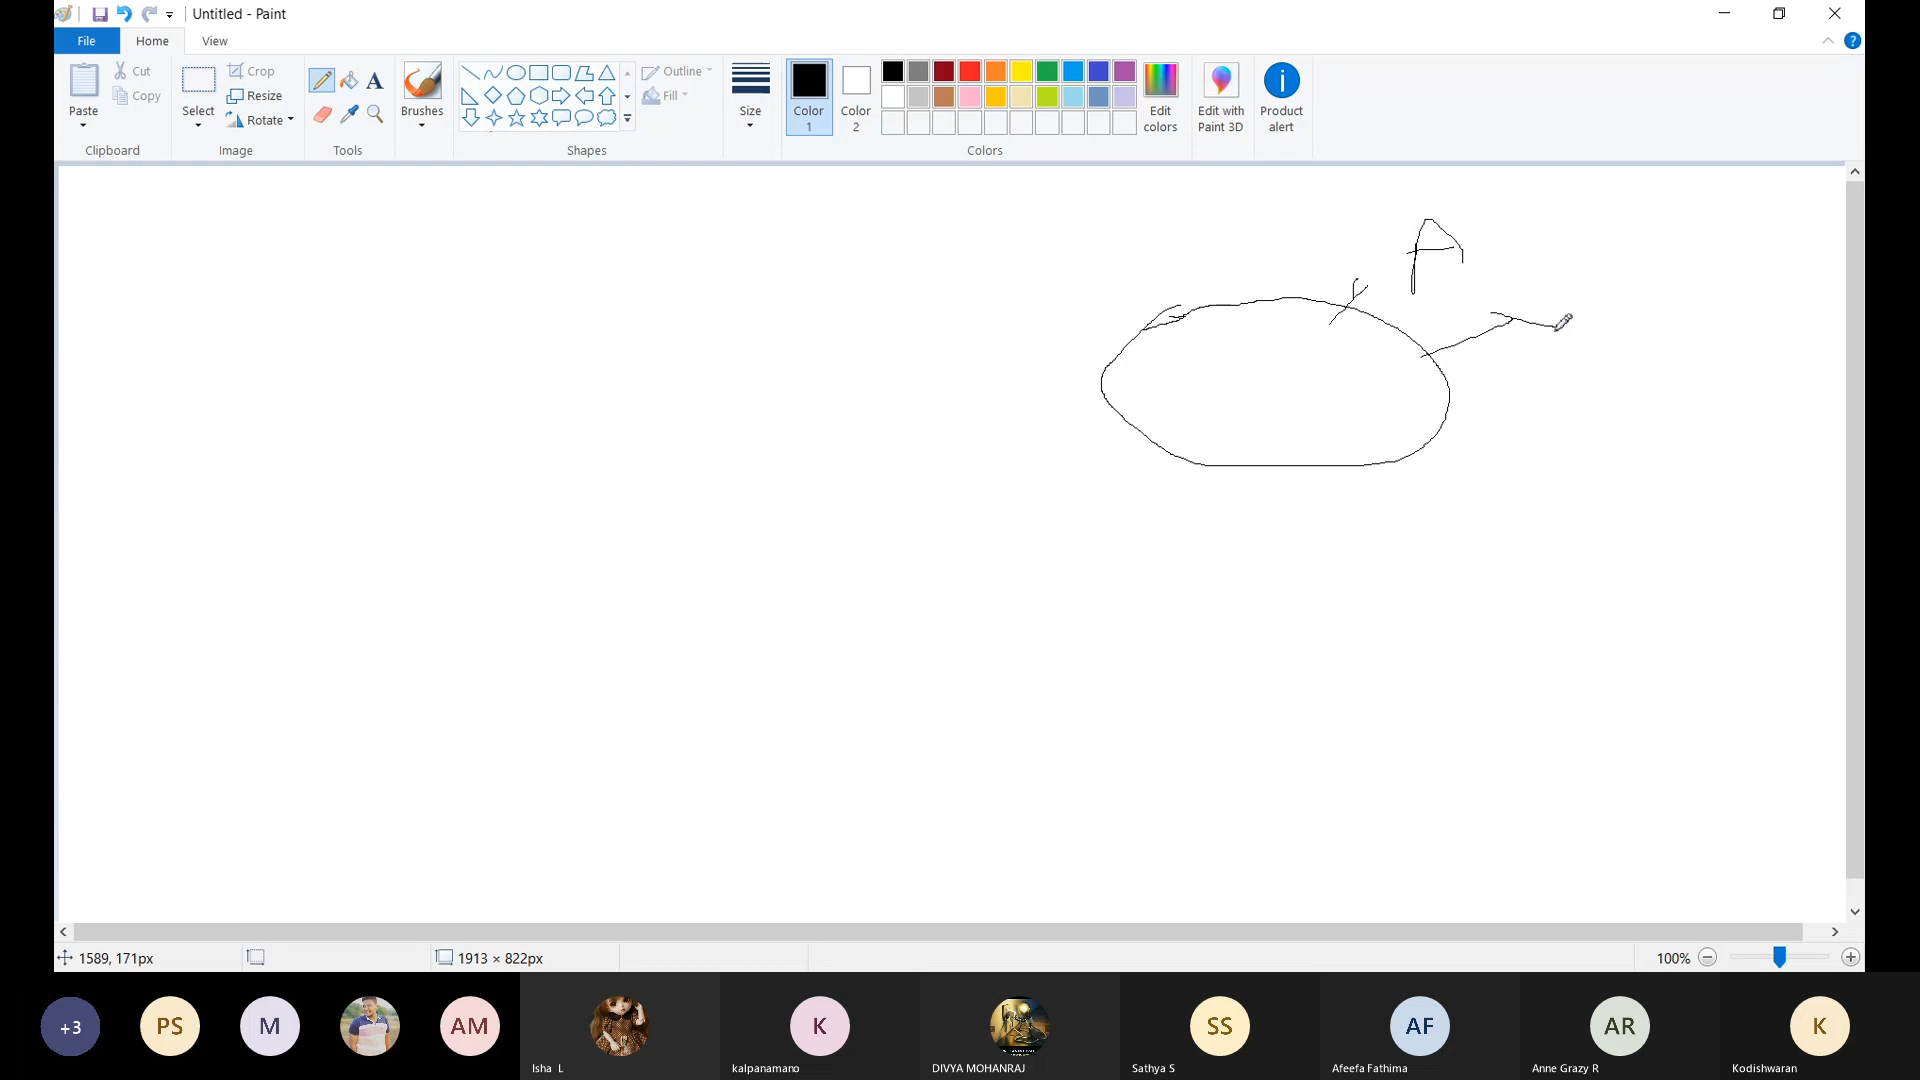 Untitled - Paint
File Home View
Paste
Cut
Copy
Clipboard
Select
Crop
Resize
Rotate
Image
Tools
Brushes
Shapes
Outline
Fill
Size
Color 1
Color 2
Edit colors
Colors
Edit with Paint 3D
Product alert
A
1589, 171px
1913 × 822px
100%
+3 PS M AM K SS AF AR K
Isha L kalpanamano DIVYA MOHANRAJ Sathya S Afeefa Fathima Anne Grazy R Kodishwaran